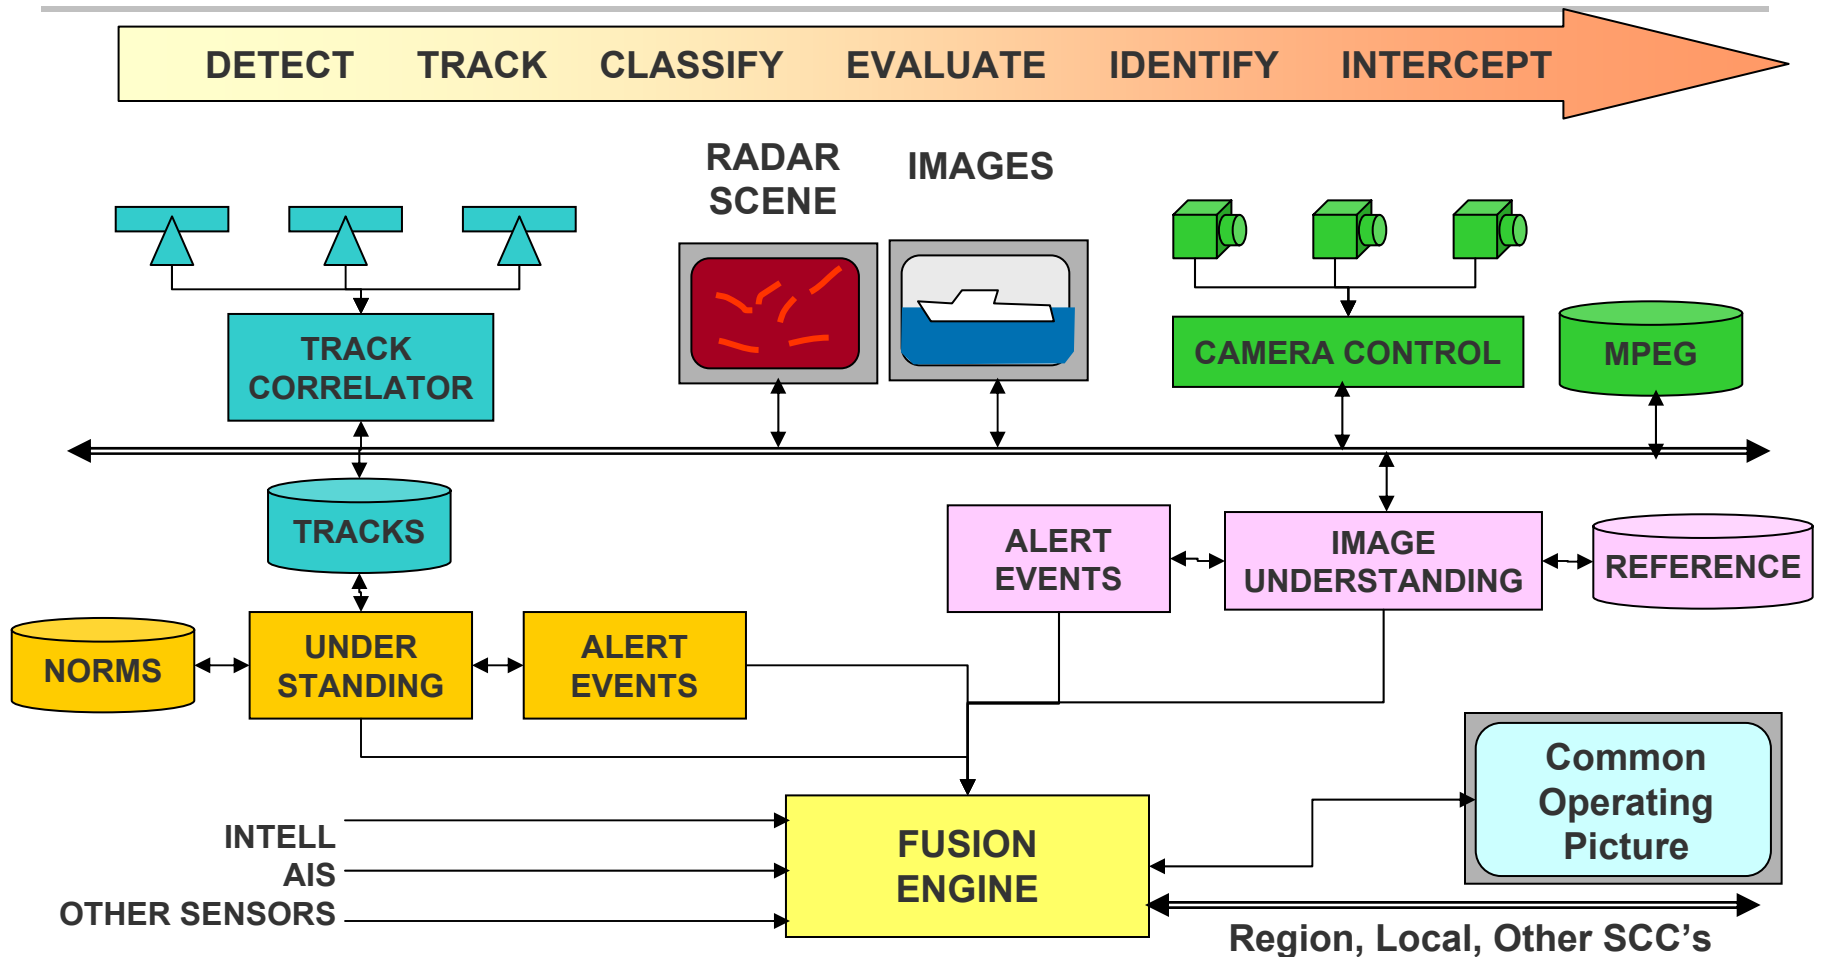 DETECT TRACK CLASSIFY EVALUATE IDENTIFY INTERCEPT
RADAR
SCENE
IMAGES
TRACK
CORRELATOR
CAMERA CONTROL
MPEG
TRACKS
ALERT
EVENTS
IMAGE
UNDERSTANDING
REFERENCE
NORMS
UNDER
STANDING
ALERT
EVENTS
Common
Operating
Picture
INTELL
AIS
OTHER SENSORS
FUSION
ENGINE
Region, Local, Other SCC’s